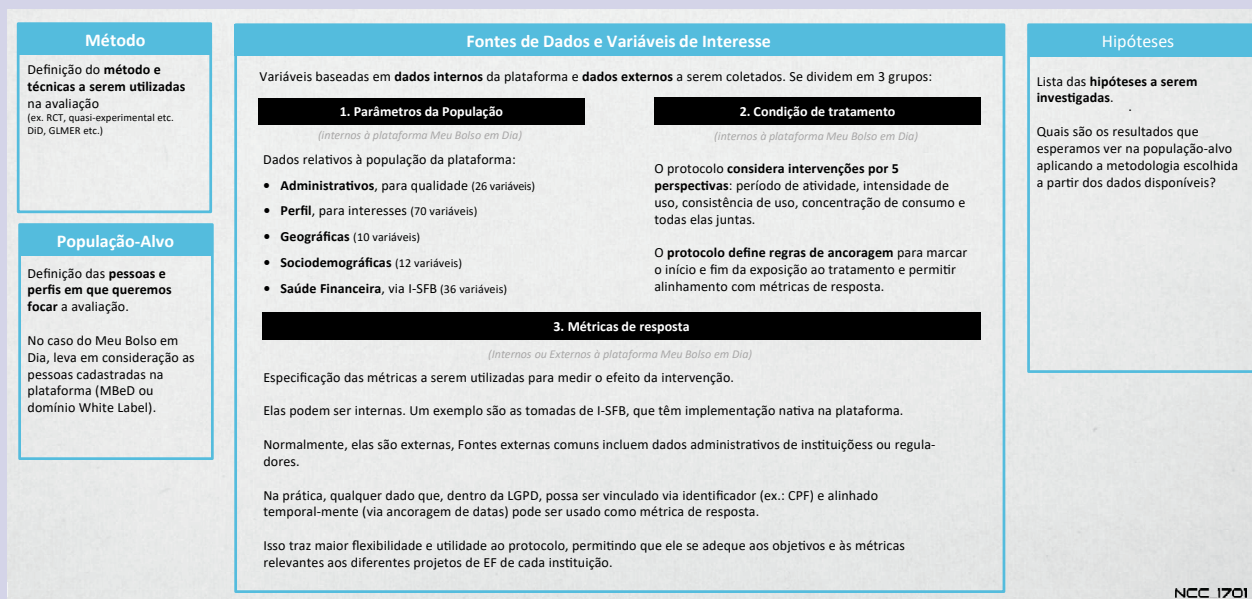 Método
Definição do método e
técnicas a serem utilizadas
na avaliação
(ex. RCT, quasi-experimental etc.
DiD, GLMER etc.)
População-Alvo
Definição das pessoas e
perfis em que queremos
focar a avaliação.
No caso do Meu Bolso em
Dia, leva em consideração as
pessoas cadastradas na
plataforma (MBeD ou
domínio White Label).
Fontes de Dados e Variáveis de Interesse
Variáveis baseadas em dados internos da plataforma e dados externos a serem coletados. Se dividem em 3 grupos:
1. Parâmetros da População
(internos à plataforma Meu Bolso em Dia)
Dados relativos à população da plataforma:
• Administrativos, para qualidade (26 variáveis)
• Perfil, para interesses (70 variáveis)
• Geográficas (10 variáveis)
• Sociodemográficas (12 variáveis)
• Saúde Financeira, via I-SFB (36 variáveis)
2. Condição de tratamento
(internos à plataforma Meu Bolso em Dia)
O protocolo considera intervenções por 5
perspectivas: período de atividade, intensidade de
uso, consistência de uso, concentração de consumo e
todas elas juntas.
O protocolo define regras de ancoragem para marcar
o início e fim da exposição ao tratamento e permitir
alinhamento com métricas de resposta.
3. Métricas de resposta
(Internos ou Externos à plataforma Meu Bolso em Dia)
Especificação das métricas a serem utilizadas para medir o efeito da intervenção.
Elas podem ser internas. Um exemplo são as tomadas de I-SFB, que têm implementação nativa na plataforma.
Normalmente, elas são externas, Fontes externas comuns incluem dados administrativos de instituiçõess ou regula-
dores.
Na prática, qualquer dado que, dentro da LGPD, possa ser vinculado via identificador (ex.: CPF) e alinhado
temporal-mente (via ancoragem de datas) pode ser usado como métrica de resposta.
Isso traz maior flexibilidade e utilidade ao protocolo, permitindo que ele se adeque aos objetivos e às métricas
relevantes aos diferentes projetos de EF de cada instituição.
Hipóteses
Lista das hipóteses a serem
investigadas.
Quais são os resultados que
esperamos ver na população-alvo
aplicando a metodologia escolhida
a partir dos dados disponíveis?
NCC 1701